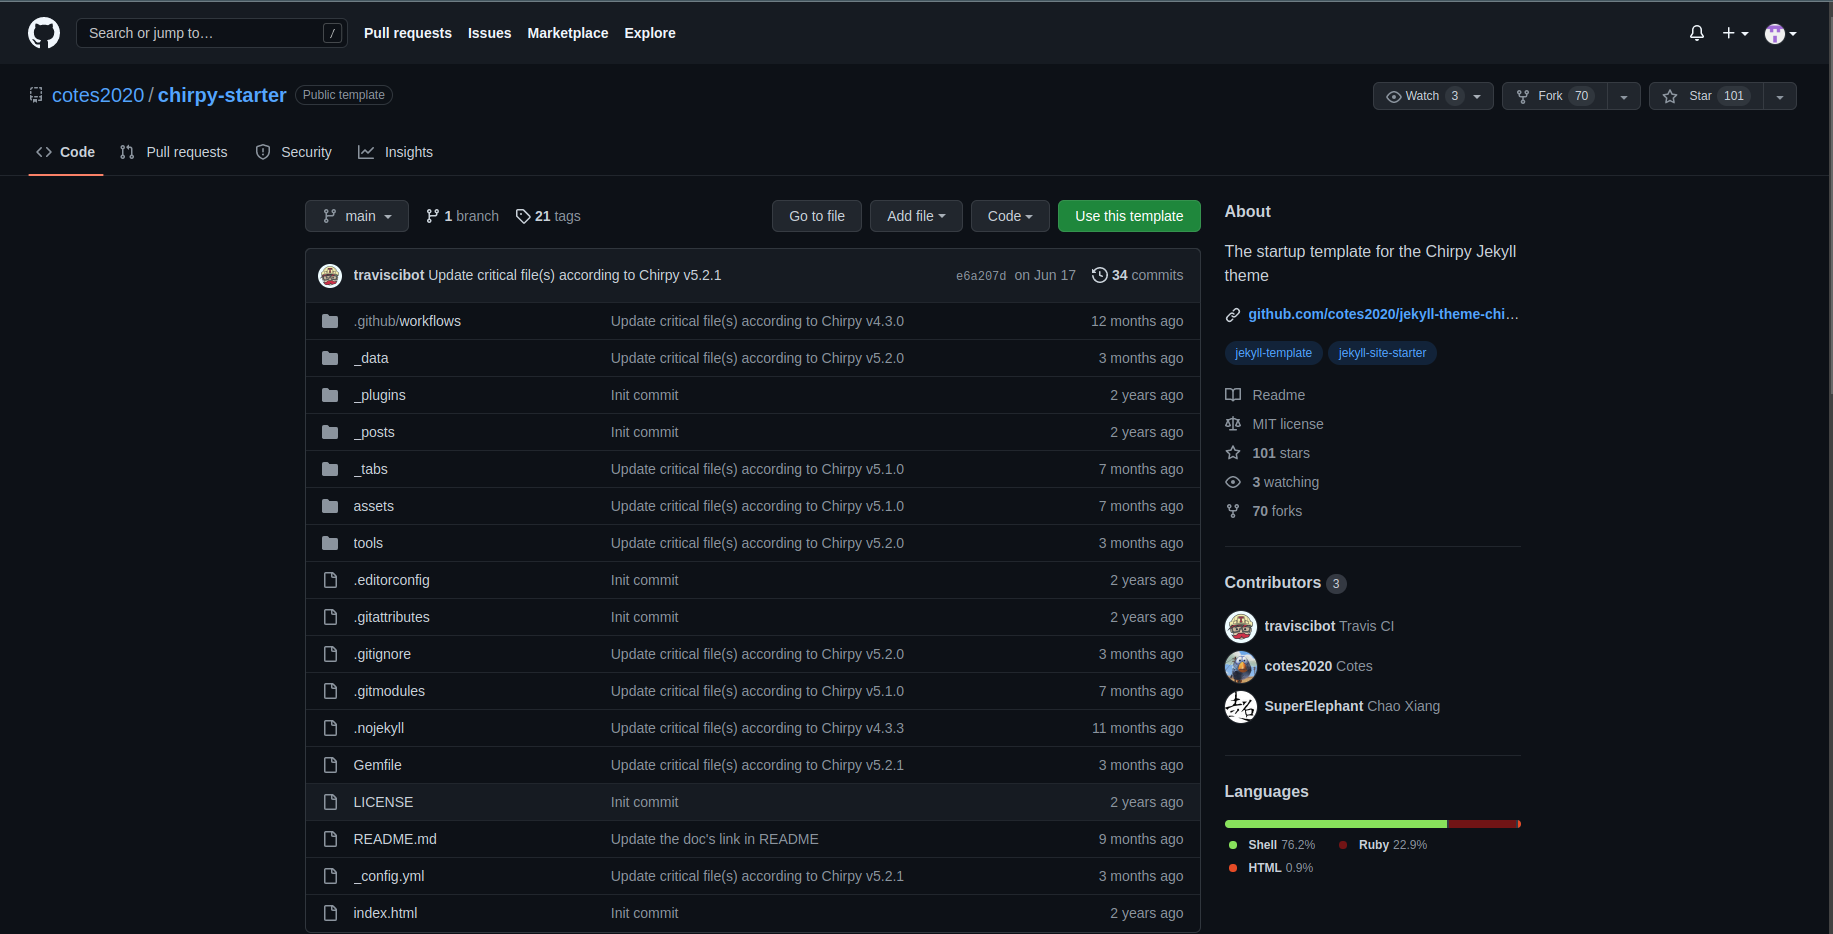 Search or jump to… /
Pull requests Issues Marketplace Explore
cotes2020 / chirpy-starter Public template
Watch 3 Fork 70 Star 101
Code Pull requests Security Insights
main 1 branch 21 tags Go to file Add file Code Use this template
traviscibot Update critical file(s) according to Chirpy v5.2.1 e6a207d on Jun 17 34 commits
.github/workflows Update critical file(s) according to Chirpy v4.3.0 12 months ago
_data Update critical file(s) according to Chirpy v5.2.0 3 months ago
_plugins Init commit 2 years ago
_posts Init commit 2 years ago
_tabs Update critical file(s) according to Chirpy v5.1.0 7 months ago
assets Update critical file(s) according to Chirpy v5.1.0 7 months ago
tools Update critical file(s) according to Chirpy v5.2.0 3 months ago
.editorconfig Init commit 2 years ago
.gitattributes Init commit 2 years ago
.gitignore Update critical file(s) according to Chirpy v5.2.0 3 months ago
.gitmodules Update critical file(s) according to Chirpy v5.1.0 7 months ago
.nojekyll Update critical file(s) according to Chirpy v4.3.3 11 months ago
Gemfile Update critical file(s) according to Chirpy v5.2.1 3 months ago
LICENSE Init commit 2 years ago
README.md Update the doc's link in README 9 months ago
_config.yml Update critical file(s) according to Chirpy v5.2.1 3 months ago
index.html Init commit 2 years ago
About
The startup template for the Chirpy Jekyll
theme
github.com/cotes2020/jekyll-theme-chi…
jekyll-template jekyll-site-starter
Readme
MIT license
101 stars
3 watching
70 forks
Contributors 3
traviscibot Travis CI
cotes2020 Cotes
SuperElephant Chao Xiang
Languages
Shell 76.2% Ruby 22.9%
HTML 0.9%